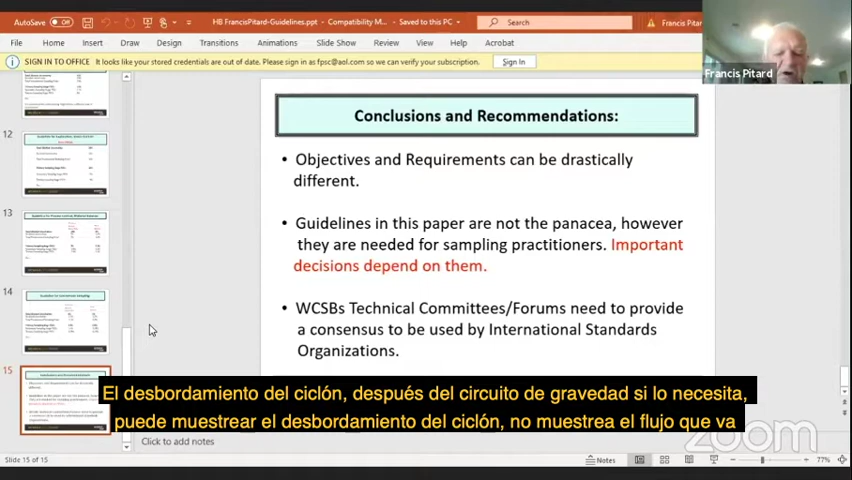 AutoSave Off
HB FrancisPitard-Guidelines.ppt - Compatibility M... - Saved to this PC
Search
Francis Pitard
File Home Insert Draw Design Transitions Animations Slide Show Review View Help Acrobat
SIGN IN TO OFFICE It looks like your stored credentials are out of date. Please sign in as fpsc@aol.com so we can verify your subscription. Sign In
Francis Pitard
12
13
14
15
Conclusions and Recommendations:
• Objectives and Requirements can be drastically
different.
• Guidelines in this paper are not the panacea, however
they are needed for sampling practitioners. Important
decisions depend on them.
• WCSBs Technical Committees/Forums need to provide
a consensus to be used by International Standards
Organizations.
El desbordamiento del ciclón, después del circuito de gravedad si lo necesita,
puede muestrear el desbordamiento del ciclón, no muestrea el flujo que va
zoom
Click to add notes
Slide 15 of 15
Notes
77%